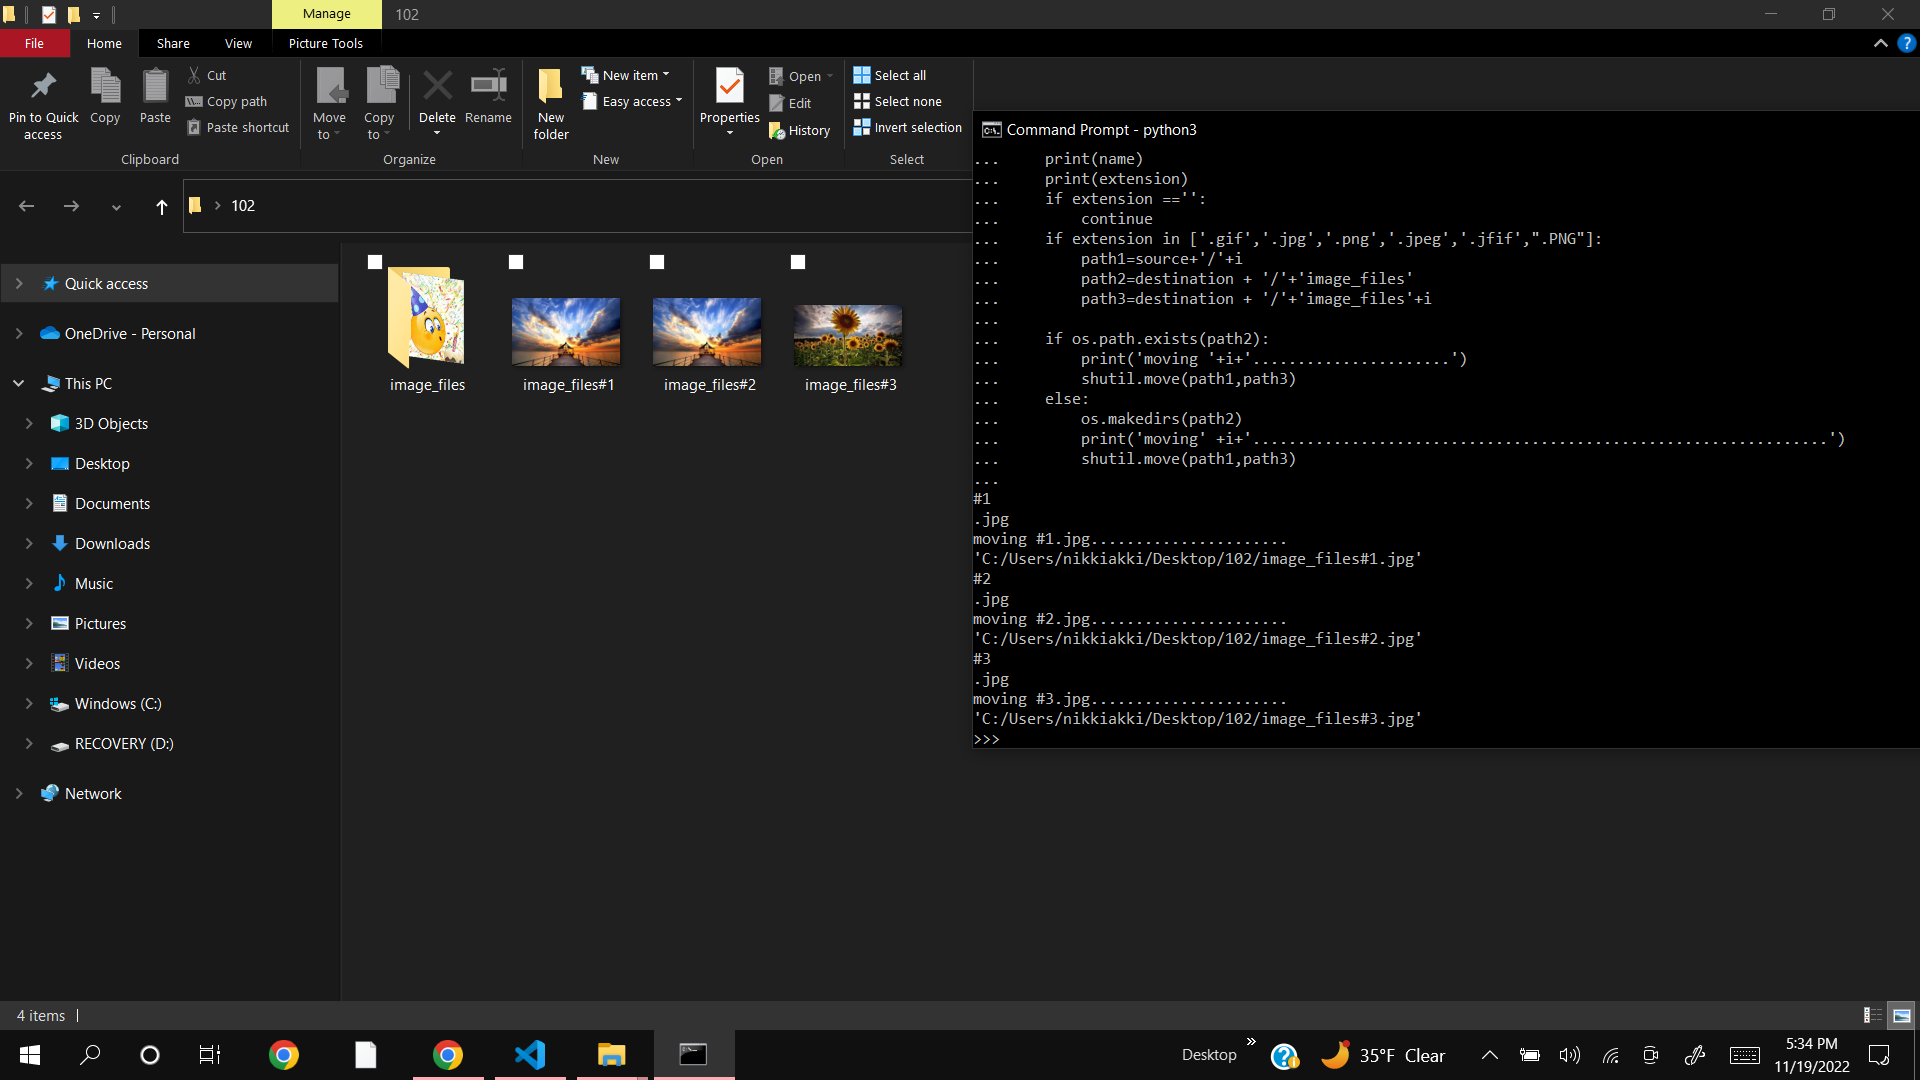 Manage
102
File
Home
Share
View
Picture Tools
Pin to Quick access
Copy
Paste
Cut
Copy path
Paste shortcut
Clipboard
Move to
Copy to
Delete
Rename
Organize
New folder
New item
Easy access
New
Properties
Open
Edit
History
Open
Select all
Select none
Invert selection
Select
102
Quick access
OneDrive - Personal
This PC
3D Objects
Desktop
Documents
Downloads
Music
Pictures
Videos
Windows (C:)
RECOVERY (D:)
Network
image_files
image_files#1
image_files#2
image_files#3
Command Prompt - python3
...     print(name)
...     print(extension)
...     if extension =='':
...         continue
...     if extension in ['.gif','.jpg','.png','.jpeg','.jfif',".PNG"]:
...         path1=source+'/'+i
...         path2=destination + '/'+'image_files'
...         path3=destination + '/'+'image_files'+i
...
...     if os.path.exists(path2):
...         print('moving '+i+'......................')
...         shutil.move(path1,path3)
...     else:
...         os.makedirs(path2)
...         print('moving' +i+'................................................................')
...         shutil.move(path1,path3)
...
#1
.jpg
moving #1.jpg......................
'C:/Users/nikkiakki/Desktop/102/image_files#1.jpg'
#2
.jpg
moving #2.jpg......................
'C:/Users/nikkiakki/Desktop/102/image_files#2.jpg'
#3
.jpg
moving #3.jpg......................
'C:/Users/nikkiakki/Desktop/102/image_files#3.jpg'
>>>
4 items
Desktop
35°F Clear
5:34 PM
11/19/2022